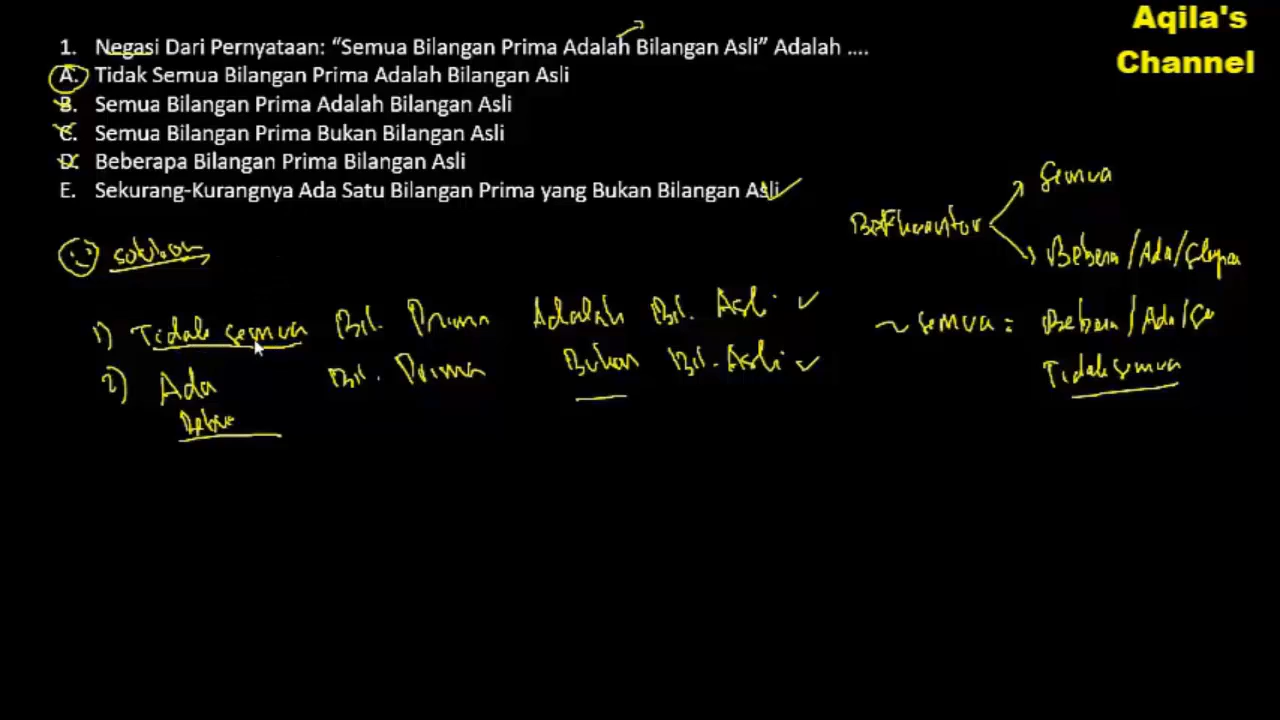 Aqila's
Channel
1. Negasi Dari Pernyataan: “Semua Bilangan Prima Adalah Bilangan Asli” Adalah ....
A. Tidak Semua Bilangan Prima Adalah Bilangan Asli
B. Semua Bilangan Prima Adalah Bilangan Asli
C. Semua Bilangan Prima Bukan Bilangan Asli
D. Beberapa Bilangan Prima Bilangan Asli
E. Sekurang-Kurangnya Ada Satu Bilangan Prima yang Bukan Bilangan Asli
Semua
/Ada/
1) Tidak semua Bil. Prima Adalah Bil. Asli
2) Ada Bil. Prima Bukan Bil. Asli
~ semua = /Ada/
Tidak semua